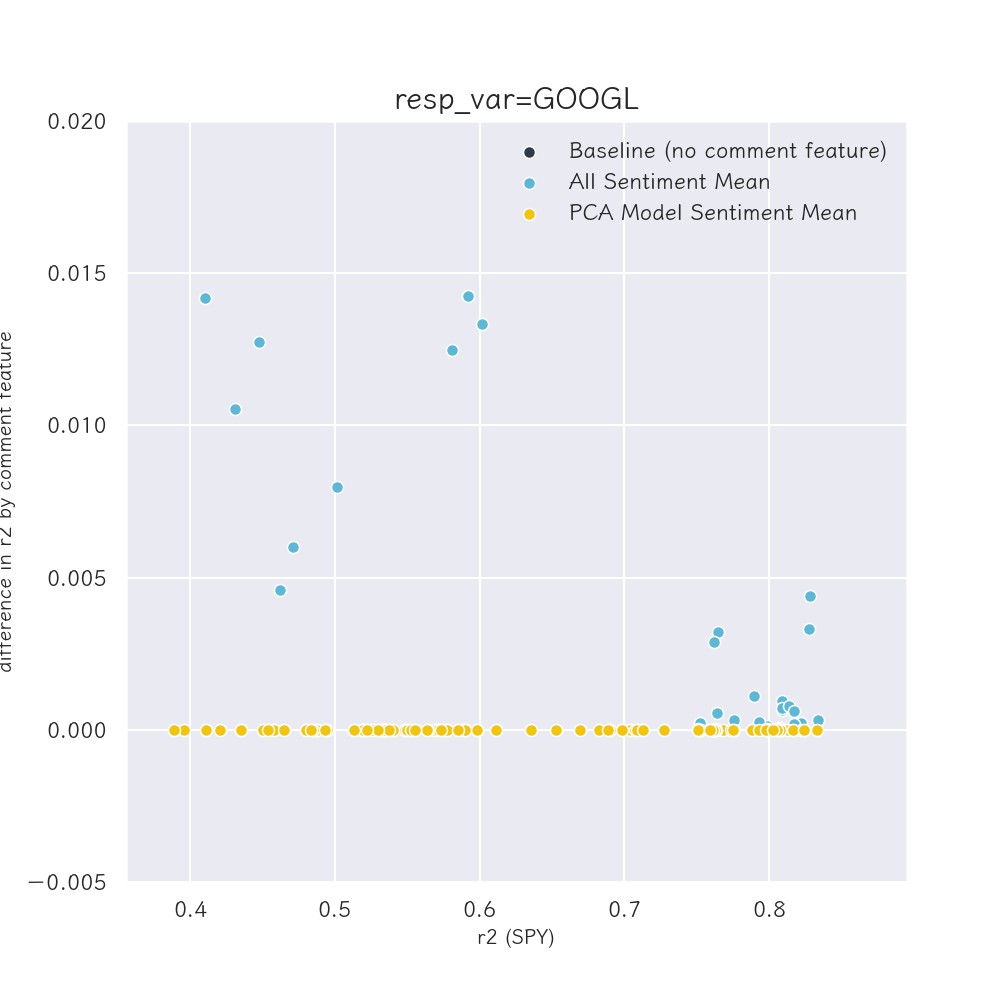 resp_var=GOOGL
Baseline (no comment feature)
All Sentiment Mean
PCA Model Sentiment Mean
difference in r2 by comment feature
0.020
0.015
0.010
0.005
0.000
−0.005
0.4 0.5 0.6 0.7 0.8
r2 (SPY)